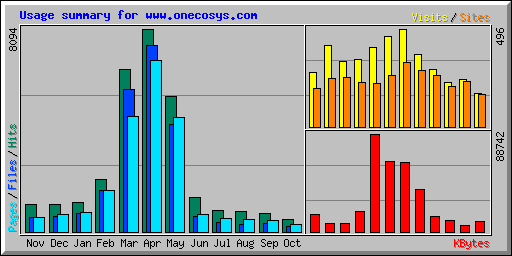 Usage summary for www.onecosys.com
Visits/Sites
8094
496
Pages/Files/Hits
88742
Nov Dec Jan Feb Mar Apr May Jun Jul Aug Sep Oct
KBytes